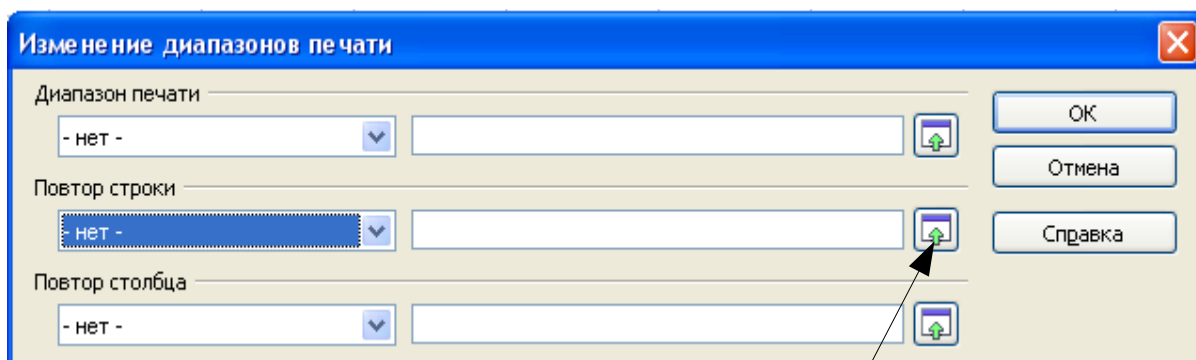 Изменение диапазонов печати
Диапазон печати
- нет -
OK
Отмена
Повтор строки
- нет -
Справка
Повтор столбца
- нет -